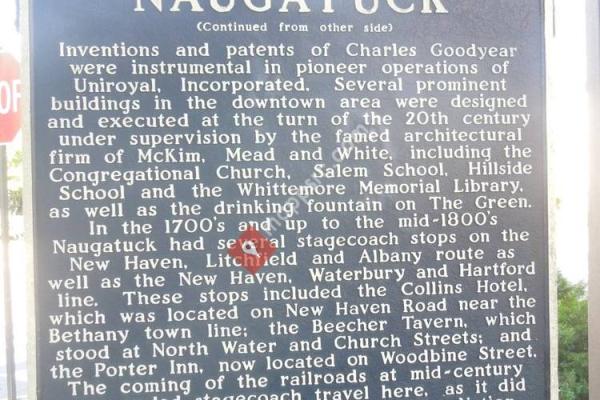 NAUGATUCK
(Continued from other side)
Inventions and patents of Charles Goodyear
were instrumental in pioneer operations of
Uniroyal, Incorporated. Several prominent
buildings in the downtown area were designed
and executed at the turn of the 20th century
under supervision by the famed architectural
firm of McKim, Mead and White, including the
Congregational Church, Salem School, Hillside
School and the Whittemore Memorial Library,
as well as the drinking fountain on The Green.
In the 1700's and up to the mid-1800's
Naugatuck had several stagecoach stops on the
New Haven, Litchfield and Albany route as
well as the New Haven, Waterbury and Hartford
line. These stops included the Collins Hotel,
which was located on New Haven Road near the
Bethany town line; the Beecher Tavern, which
stood at North Water and Church Streets; and
the Porter Inn, now located on Woodbine Street.
The coming of the railroads at mid-century
stagecoach travel here, as it did